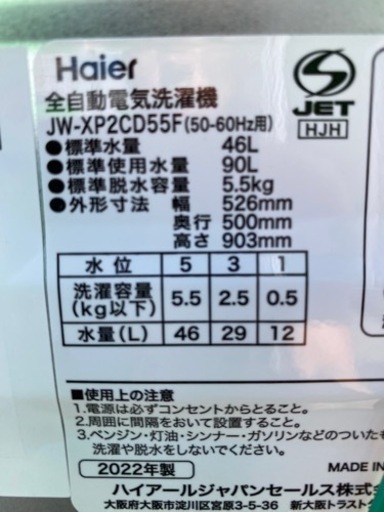 Haier
全自動電気洗濯機
JW-XP2CD55F(50-60Hz用)
JET
HJH
●標準水量 46L
●標準使用水量 90L
●標準脱水容量 5.5kg
●外形寸法 幅 526mm
奥行 500mm
高さ 903mm
水位 5 3 1
洗濯容量(kg以下) 5.5 2.5 0.5
水量(L) 46 29 12
■使用上の注意
1.電源は必ずコンセントからとること。
2.周囲に間隔をおいて設置すること。
3.ベンジン・灯油・シンナー・ガソリンなどのついたも
洗濯や脱水をしないでください。
2022年製
MADE IN
ハイアールジャパンセールス株式
大阪府大阪市淀川区宮原3-5-36 新大阪トラスト